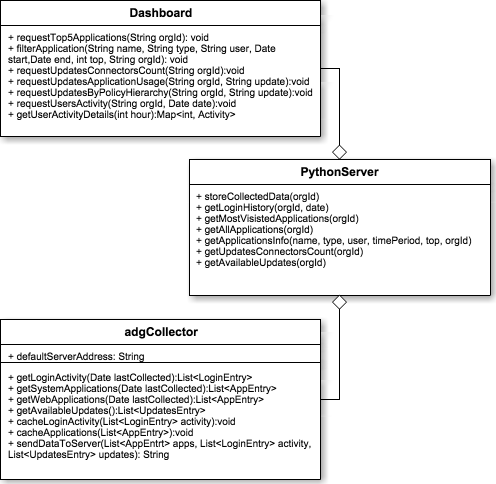 Dashboard
+ requestTop5Applications(String orgId): void
+ filterApplication(String name, String type, String user, Date
start,Date end, int top, String orgId): void
+ requestUpdatesConnectorsCount(String orgId):void
+ requestUpdatesApplicationUsage(String orgId, String update):void
+ requestUpdatesByPolicyHierarchy(String orgId, String update):void
+ requestUsersActivity(String orgId, Date date):void
+ getUserActivityDetails(int hour):Map<int, Activity>
PythonServer
+ storeCollectedData(orgId)
+ getLoginHistory(orgId, date)
+ getMostVisistedApplications(orgId)
+ getAllApplications(orgId)
+ getApplicationsInfo(name, type, user, timePeriod, top, orgId)
+ getUpdatesConnectorsCount(orgId)
+ getAvailableUpdates(orgId)
adgCollector
+ defaultServerAddress: String
+ getLoginActivity(Date lastCollected):List<LoginEntry>
+ getSystemApplications(Date lastCollected):List<AppEntry>
+ getWebApplications(Date lastCollected):List<AppEntry>
+ getAvailableUpdates():List<UpdatesEntry>
+ cacheLoginActivity(List<LoginEntry> activity):void
+ cacheApplications(List<AppEntry>):void
+ sendDataToServer(List<AppEntrt> apps, List<LoginEntry> activity,
List<UpdatesEntry> updates): String